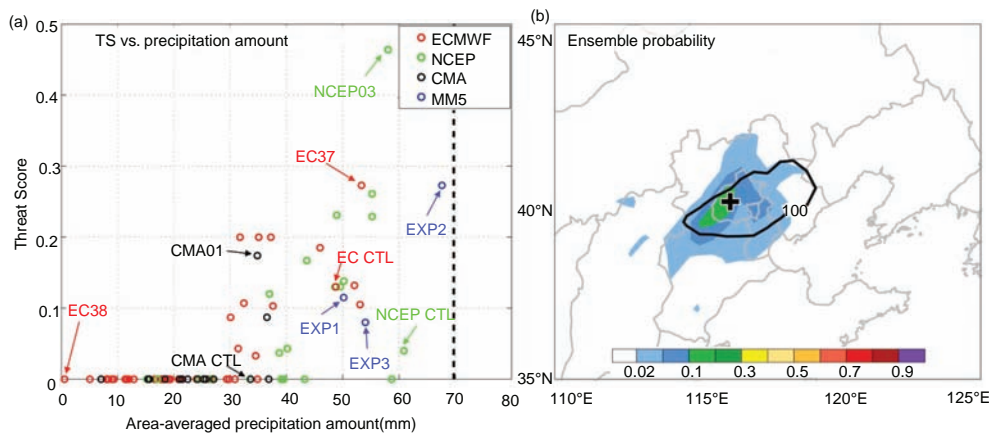 (a)
TS vs. precipitation amount
ECMWF
NCEP
CMA
MM5
NCEP03
EC37
EXP2
CMA01
EC CTL
EXP1
NCEP CTL
EC38
CMA CTL
EXP3
0.5
0.4
0.3
0.2
0.1
0
Threat Score
0 10 20 30 40 50 60 70 80
Area-averaged precipitation amount(mm)
(b)
Ensemble probability
45°N
40°N
35°N
100
0.02 0.1 0.3 0.5 0.7 0.9
110°E 115°E 120°E 125°E